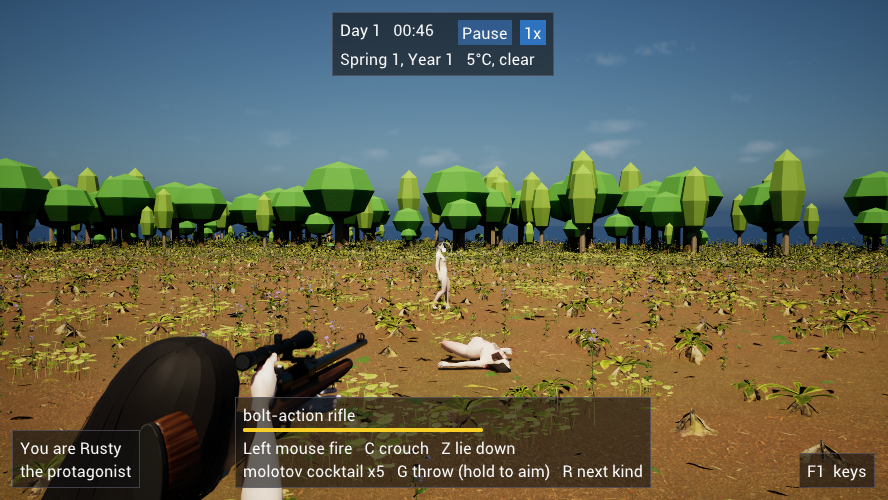 Day 1 00:46 Pause 1x
Spring 1, Year 1 5°C, clear
bolt-action rifle
Left mouse fire C crouch Z lie down
molotov cocktail x5 G throw (hold to aim) R next kind
You are Rusty
the protagonist
F1 keys